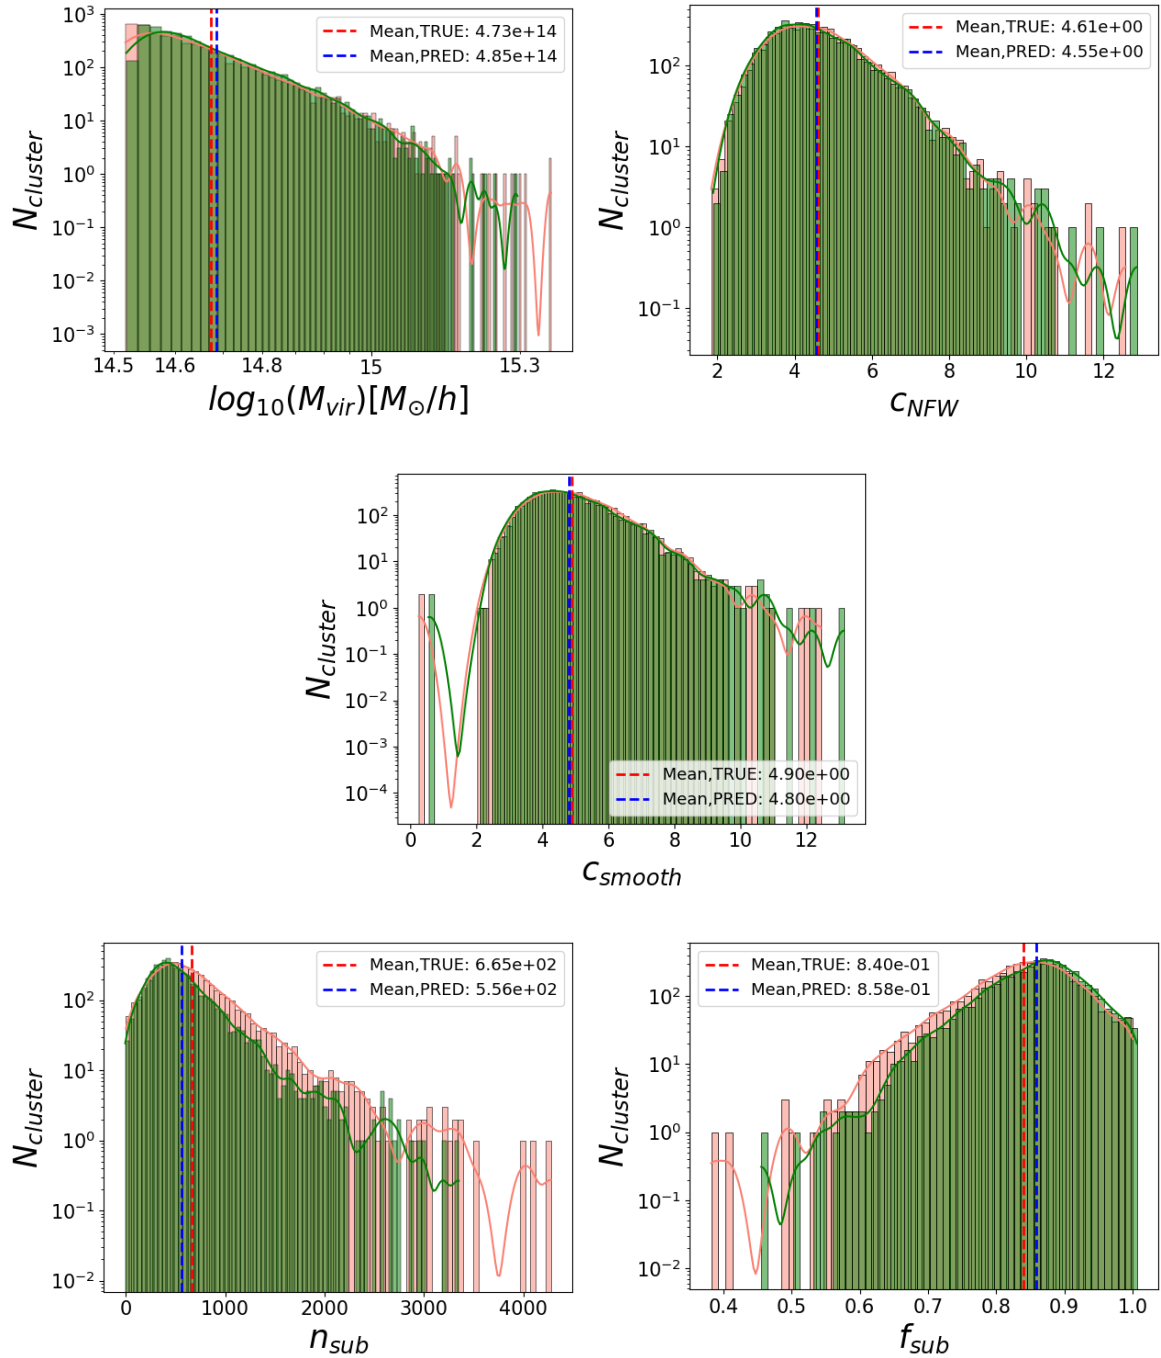 10³
10²
10¹
10⁰
10⁻¹
10⁻²
10⁻³
N_cluster
Mean,TRUE: 4.73e+14
Mean,PRED: 4.85e+14
14.5 14.6 14.8 15 15.3
log₁₀(M_vir)[M_⊙/h]
10²
10¹
10⁰
10⁻¹
N_cluster
Mean,TRUE: 4.61e+00
Mean,PRED: 4.55e+00
2 4 6 8 10 12
c_NFW
10²
10¹
10⁰
10⁻¹
10⁻²
10⁻³
10⁻⁴
N_cluster
Mean,TRUE: 4.90e+00
Mean,PRED: 4.80e+00
0 2 4 6 8 10 12
c_smooth
10²
10¹
10⁰
10⁻¹
10⁻²
N_cluster
Mean,TRUE: 6.65e+02
Mean,PRED: 5.56e+02
0 1000 2000 3000 4000
n_sub
10²
10¹
10⁰
10⁻¹
10⁻²
N_cluster
Mean,TRUE: 8.40e-01
Mean,PRED: 8.58e-01
0.4 0.5 0.6 0.7 0.8 0.9 1.0
f_sub